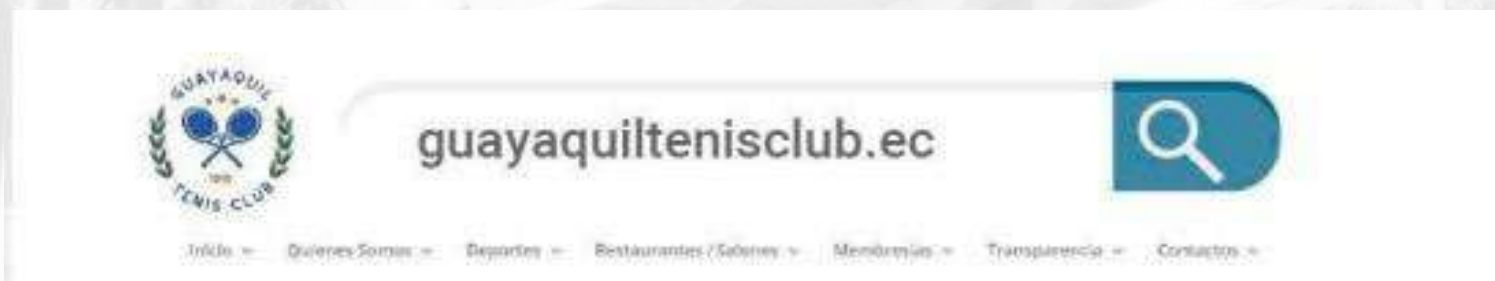 GUAYAQUIL
guayaquiltenisclub.ec
TENIS CLUB
Inicio Quienes Somos Deportes Restaurantes / Salones Membresías Transparencia Contactos